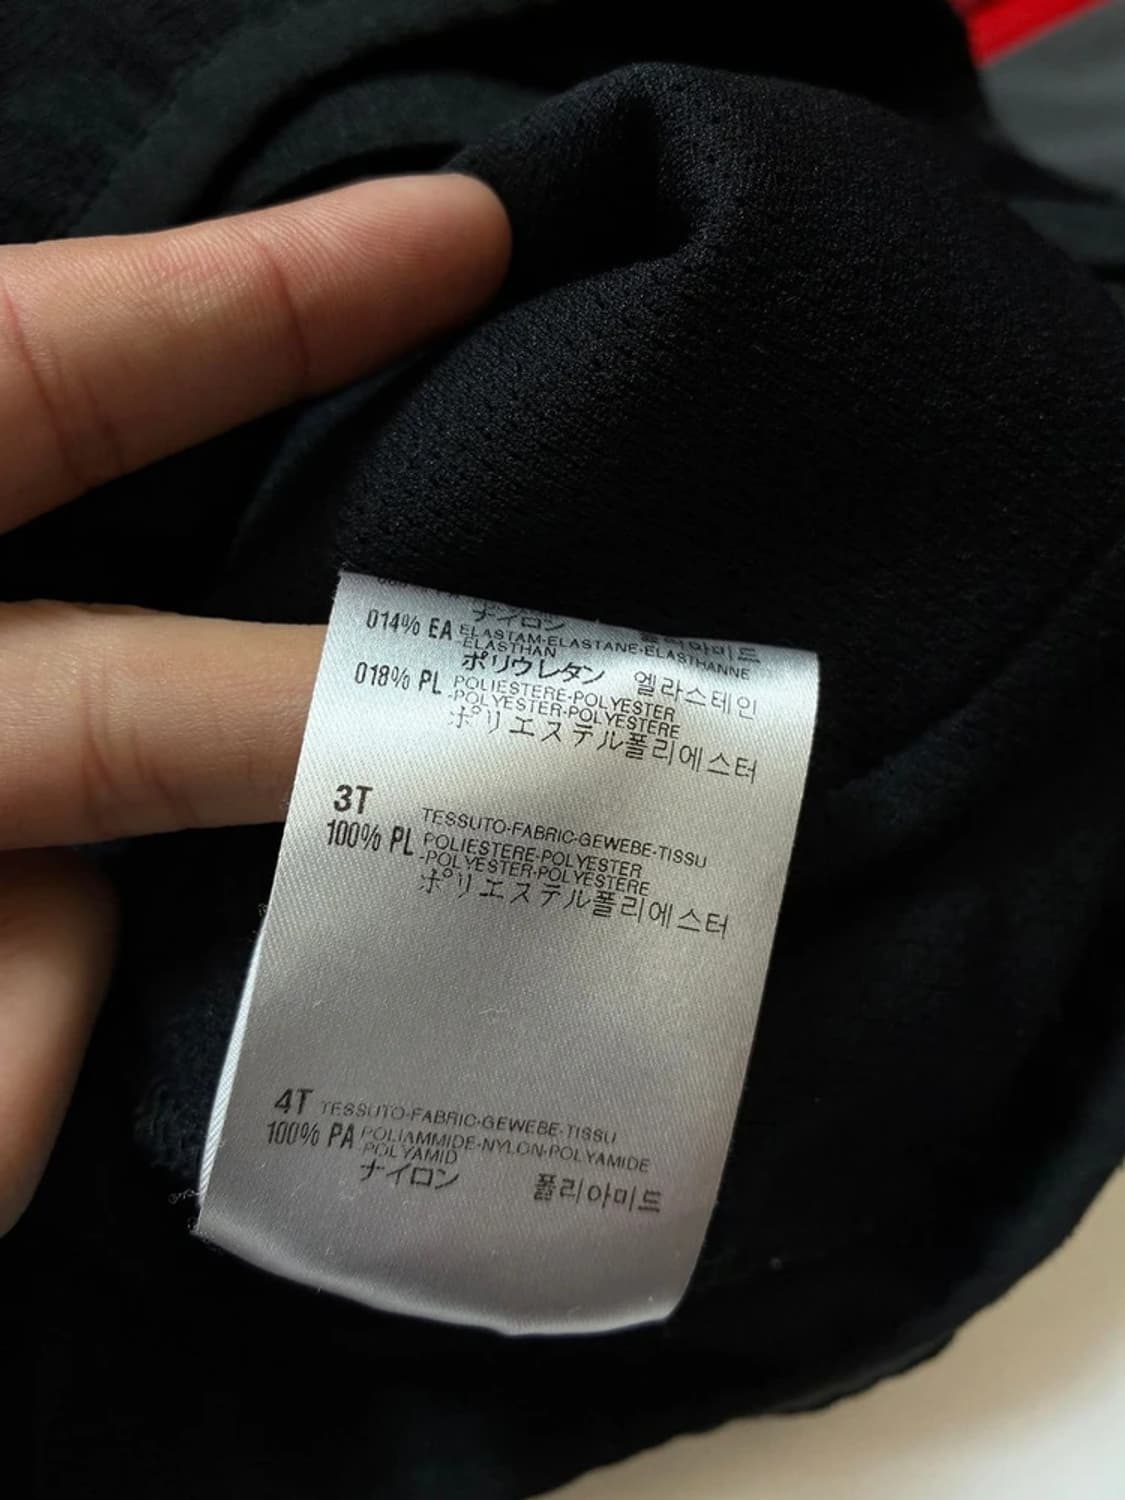 ナイロン 폴리아미드
014% EA ELASTAM-ELASTANE-ELASTHANNE
ELASTHAN
ポリウレタン 엘라스테인
018% PL POLIESTERE-POLYESTER
-POLYESTER-POLYESTERE
ポリエステル폴리에스터
3T TESSUTO-FABRIC-GEWEBE-TISSU
100% PL POLIESTERE-POLYESTER
-POLYESTER-POLYESTERE
ポリエステル폴리에스터
4T TESSUTO-FABRIC-GEWEBE-TISSU
100% PA POLIAMMIDE-NYLON-POLYAMIDE
POLYAMID
ナイロン 폴리아미드